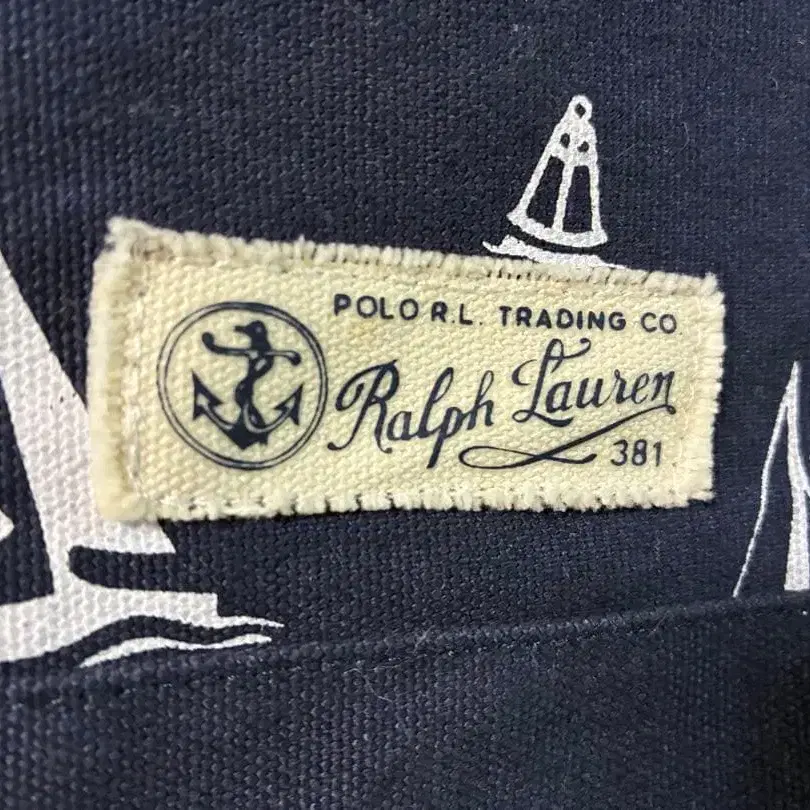 POLO R.L. TRADING CO
Ralph Lauren
381